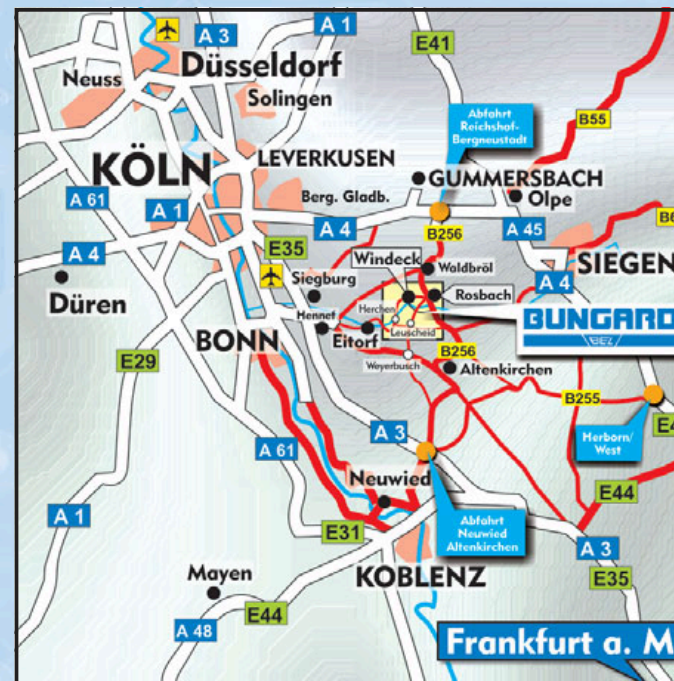 A 1
A 3
E41
Neuss
Düsseldorf
Solingen
Abfahrt
Reichshof-
Bergneustadt
B55
KÖLN
LEVERKUSEN
GUMMERSBACH
Olpe
A 61
A 1
Berg. Gladb.
A 4
A 45
B256
E35
A 4
Windeck
Waldbröl
A 4
SIEGEN
Düren
Siegburg
Rosbach
Herchen
Hennet
Eitorf
Leuscheid
BUNGARD
BEZ
BONN
E29
Weyerbusch
B256
Altenkirchen
B255
A 61
A 3
Herborn/
West
Neuwied
E44
A 1
E31
Abfahrt
Neuwied
Altenkirchen
A 3
Mayen
KOBLENZ
E35
E44
A 48
Frankfurt a. M